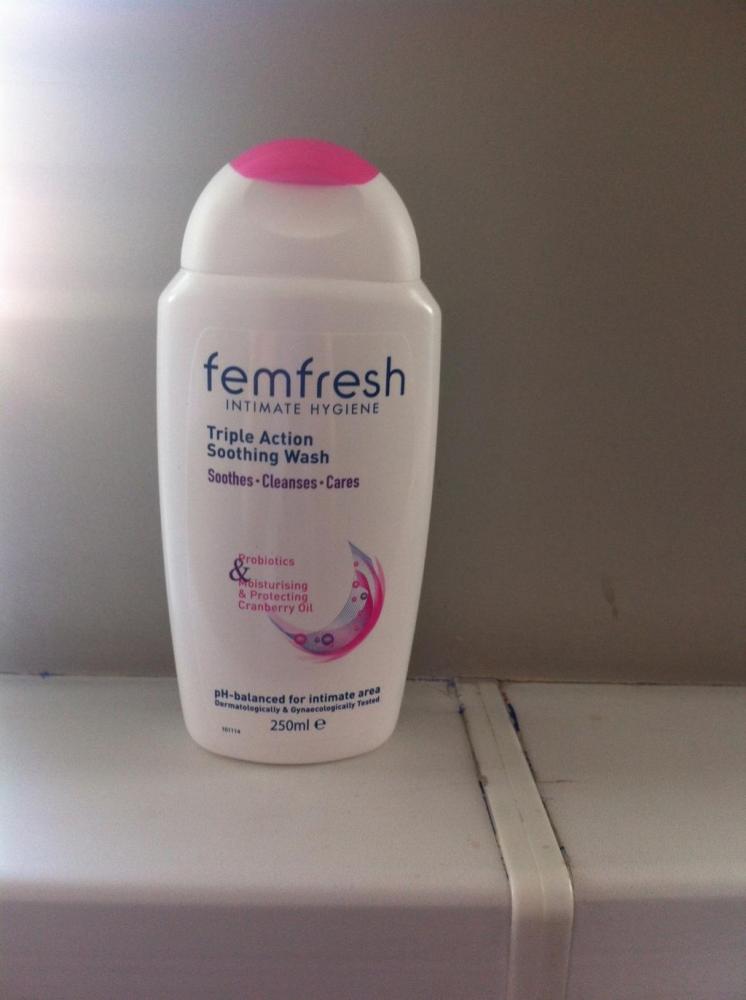 femfresh
INTIMATE HYGIENE
Triple Action
Soothing Wash
Soothes • Cleanses • Cares
Probiotics
&
Moisturising
& Protecting
Cranberry Oil
pH-balanced for intimate area
Dermatologically & Gynaecologically Tested
250ml ℮
101114